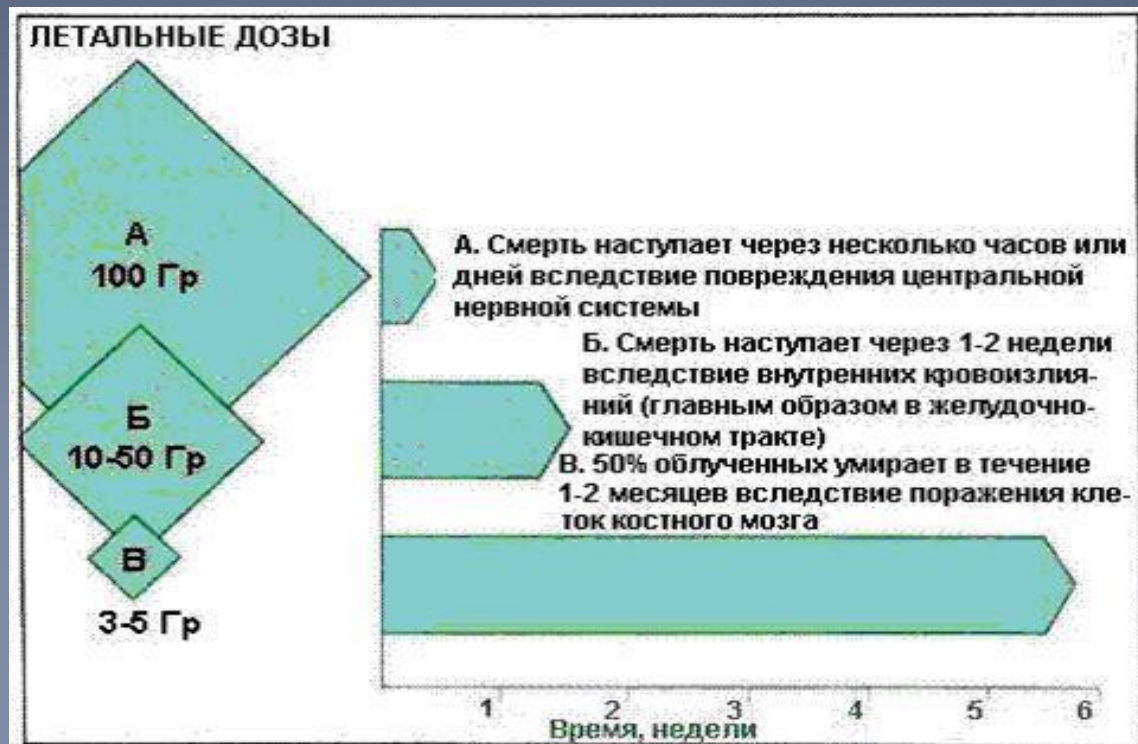 ЛЕТАЛЬНЫЕ ДОЗЫ
А
100 Гр
Б
10-50 Гр
В
3-5 Гр
А. Смерть наступает через несколько часов или
дней вследствие повреждения центральной
нервной системы
Б. Смерть наступает через 1-2 недели
вследствие внутренних кровоизлия-
ний (главным образом в желудочно-
кишечном тракте)
В. 50% облученных умирает в течение
1-2 месяцев вследствие поражения кле-
ток костного мозга
1 2 3 4 5 6
Время, недели